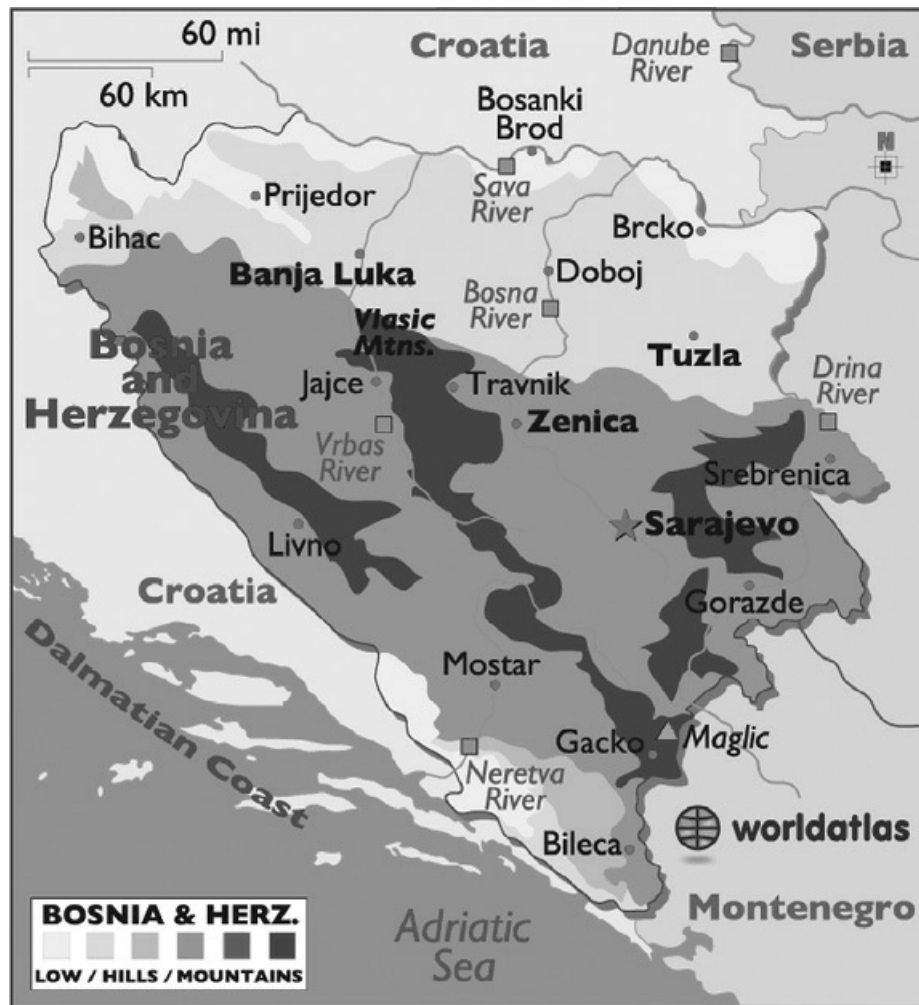 60 mi
60 km
Croatia
Danube
River
Serbia
Bosanki
Brod
N
Prijedor
Sava
River
Bihac
Brcko
Banja Luka
Doboj
Vlasic
Mtns.
Bosna
River
Bosnia
and
Herzegovina
Tuzla
Jajce
Travnik
Drina
River
Zenica
Vrbas
River
Srebrenica
Sarajevo
Livno
Croatia
Gorazde
Dalmatian Coast
Mostar
Gacko
Maglic
Neretva
River
worldatlas
Bileca
Montenegro
Adriatic
Sea
BOSNIA & HERZ.
LOW / HILLS / MOUNTAINS